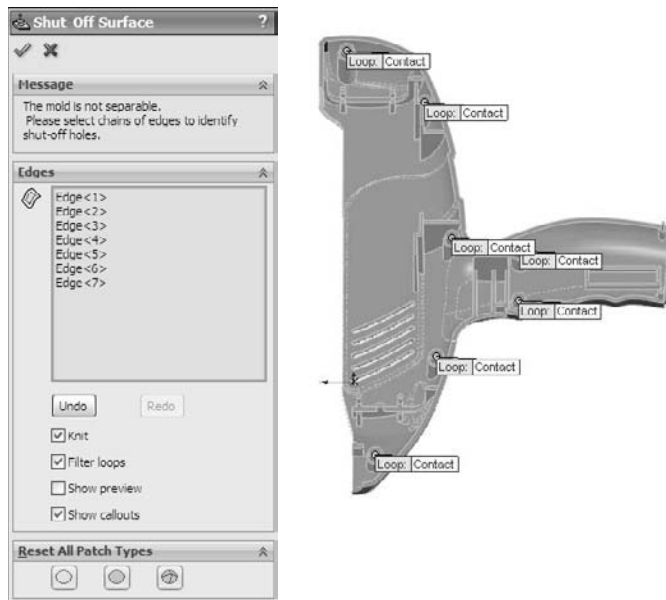 Shut Off Surface ?
Message
The mold is not separable.
Please select chains of edges to identify
shut-off holes.
Edges
Edge<1>
Edge<2>
Edge<3>
Edge<4>
Edge<5>
Edge<6>
Edge<7>
Undo Redo
Knit
Filter loops
Show preview
Show callouts
Reset All Patch Types
Loop: Contact
Loop: Contact
Loop: Contact
Loop: Contact
Loop: Contact
Loop: Contact
Loop: Contact